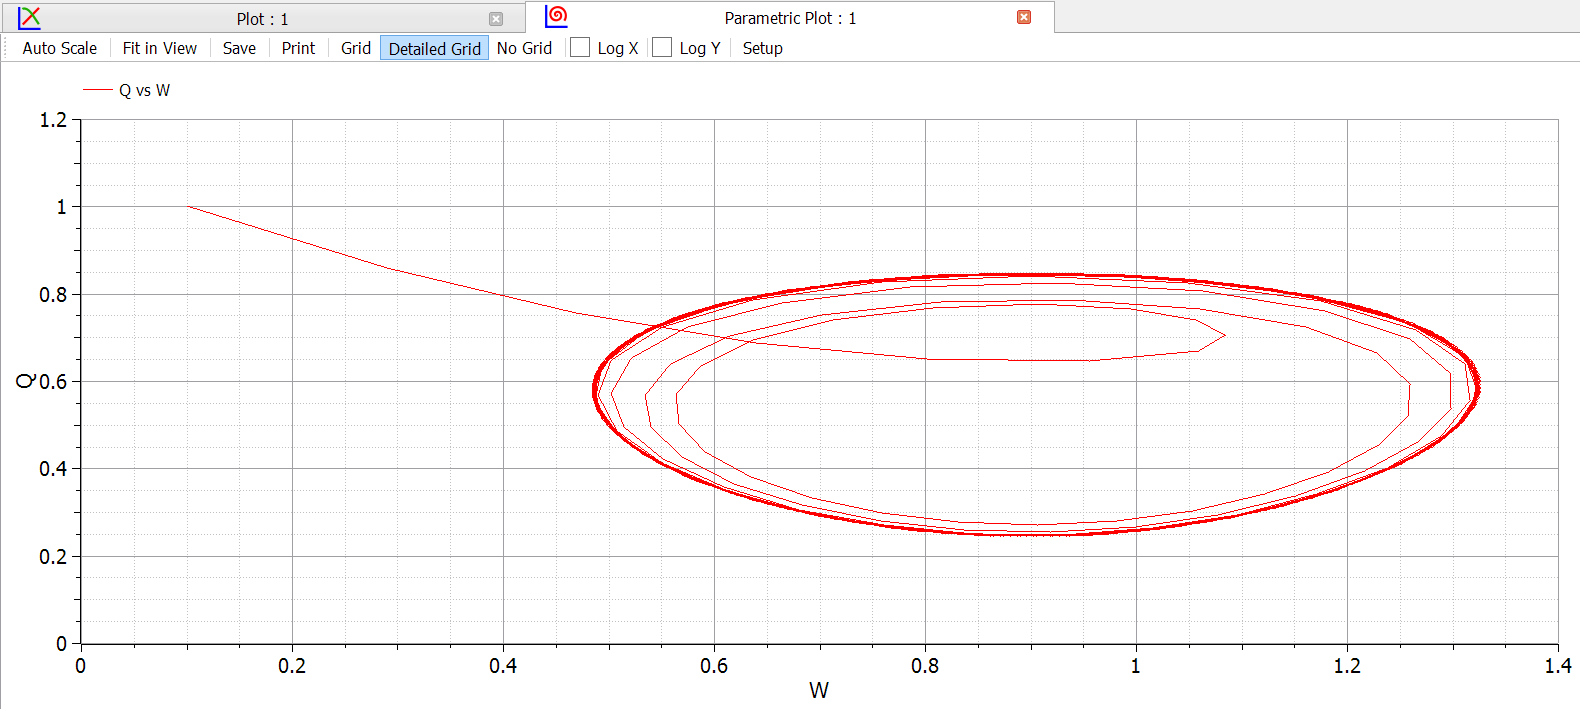 Plot : 1
Parametric Plot : 1
Auto Scale Fit in View Save Print Grid Detailed Grid No Grid Log X Log Y Setup
Q vs W
1.2
1
0.8
0.6
0.4
0.2
0
Q
0 0.2 0.4 0.6 0.8 1 1.2 1.4
W